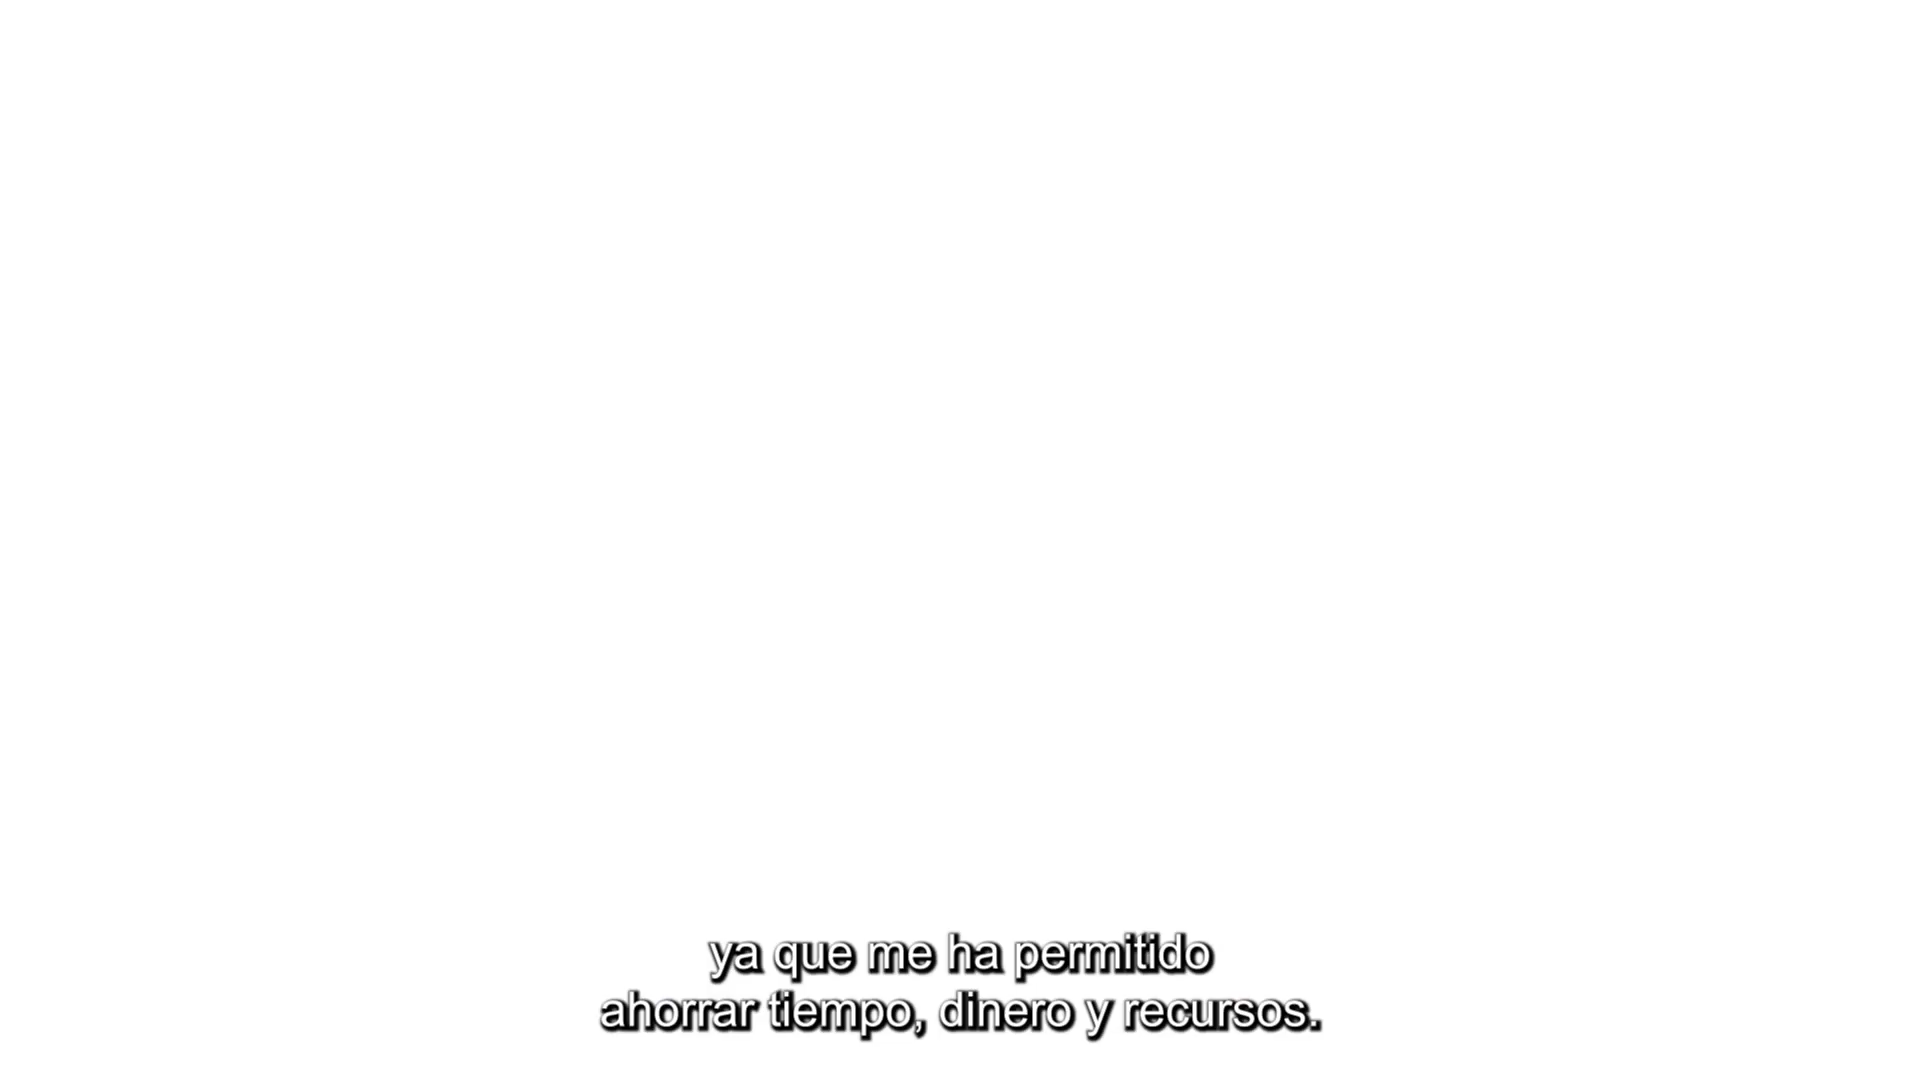 ya que me ha permitido
ahorrar tiempo, dinero y recursos.